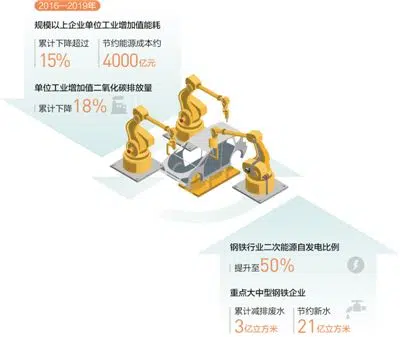 2016—2019年
规模以上企业单位工业增加值能耗
累计下降超过 节约能源成本约
15% 4000亿元
单位工业增加值二氧化碳排放量
累计下降18%
钢铁行业二次能源自发电比例
提升至50%
重点大中型钢铁企业
累计减排废水 节约新水
3亿立方米 21亿立方米